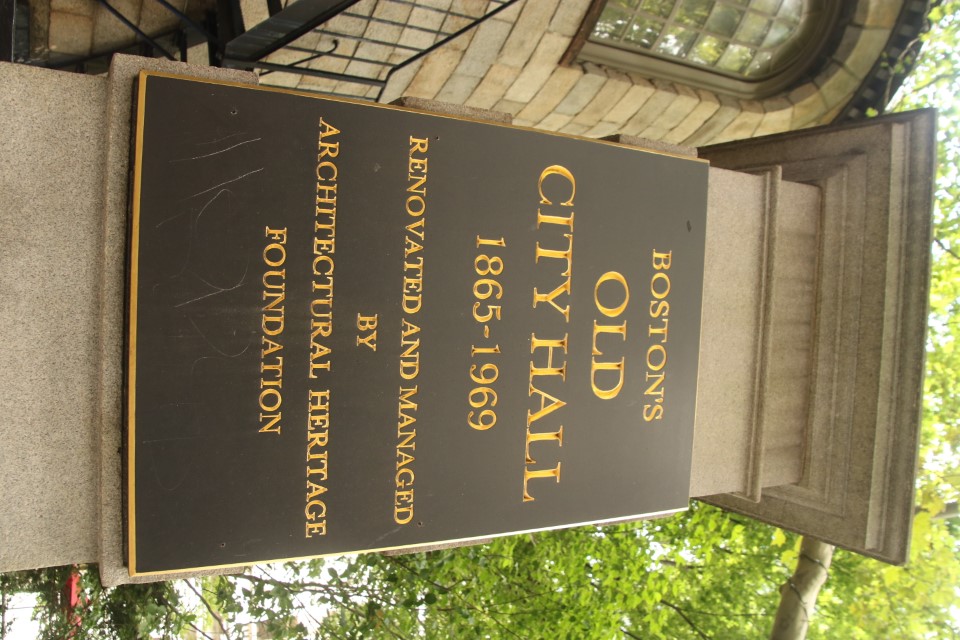 BOSTON'S
OLD
CITY HALL
1865-1969
RENOVATED AND MANAGED
BY
ARCHITECTURAL HERITAGE
FOUNDATION